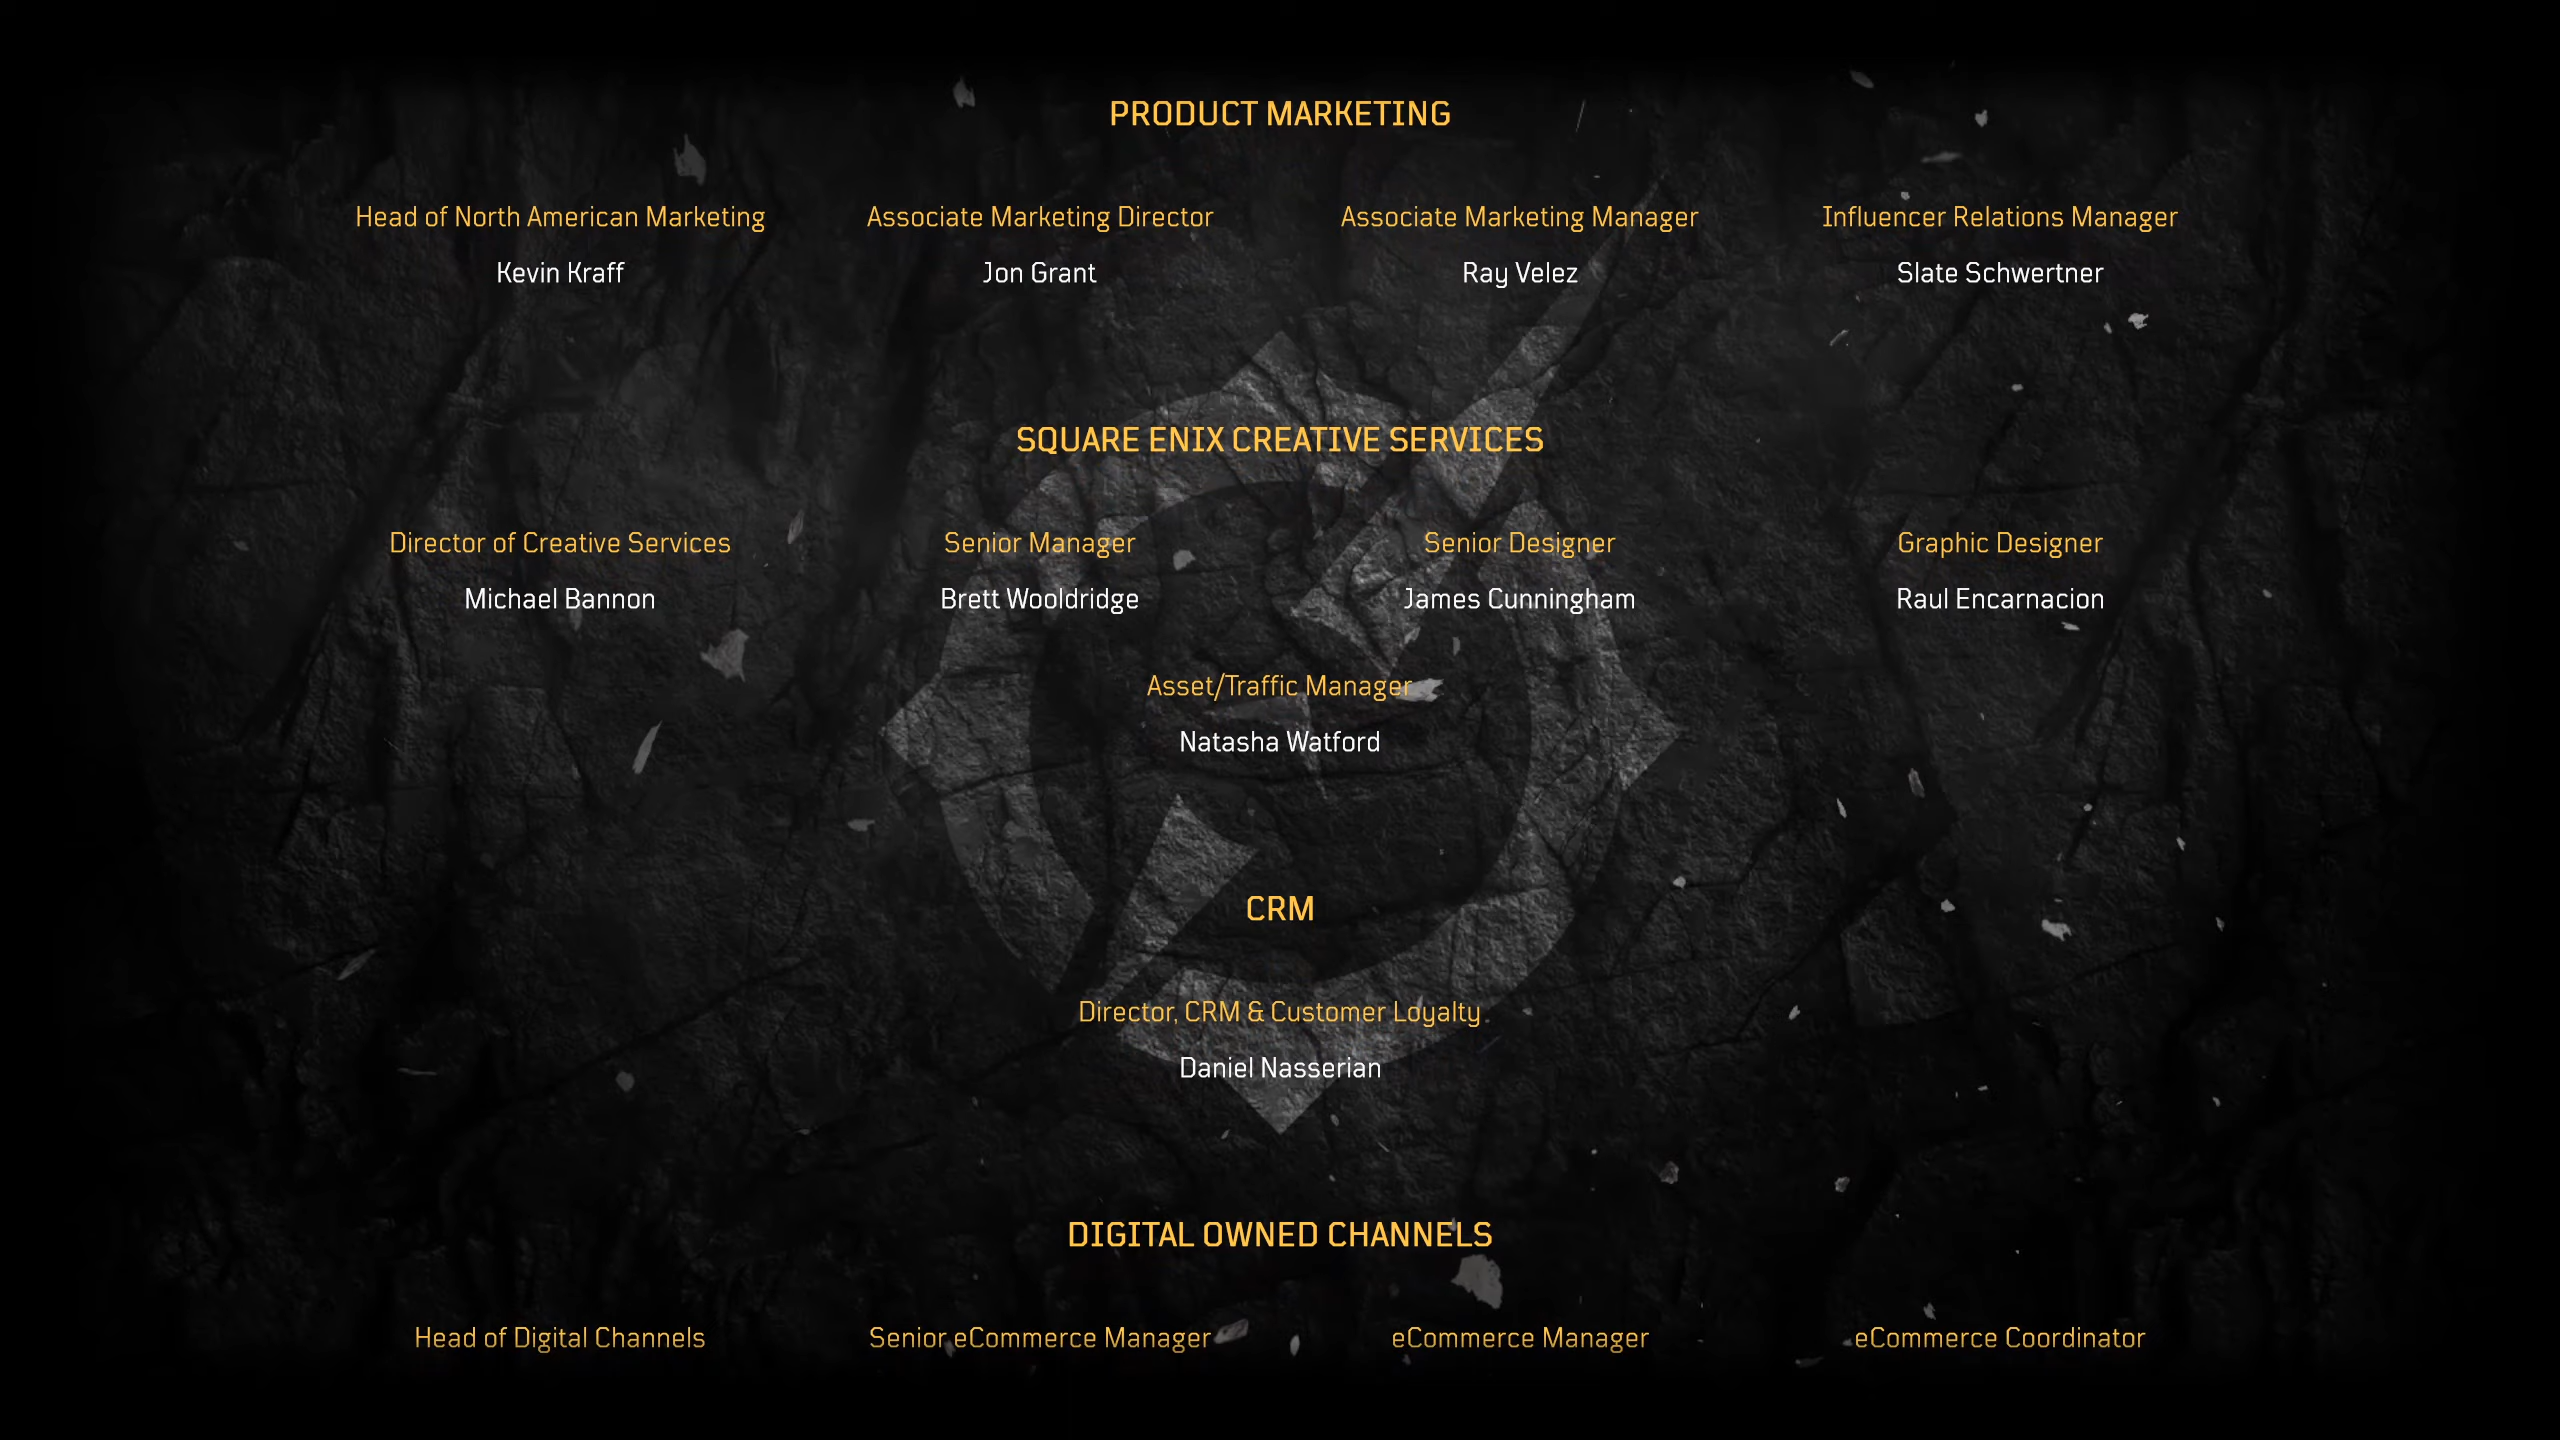 PRODUCT MARKETING
Head of North American Marketing Associate Marketing Director Associate Marketing Manager Influencer Relations Manager
Kevin Kraff Jon Grant Ray Velez Slate Schwertner
SQUARE ENIX CREATIVE SERVICES
Director of Creative Services Senior Manager Senior Designer Graphic Designer
Michael Bannon Brett Wooldridge James Cunningham Raul Encarnacion
Asset/Traffic Manager
Natasha Watford
CRM
Director, CRM & Customer Loyalty
Daniel Nasserian
DIGITAL OWNED CHANNELS
Head of Digital Channels Senior eCommerce Manager eCommerce Manager eCommerce Coordinator